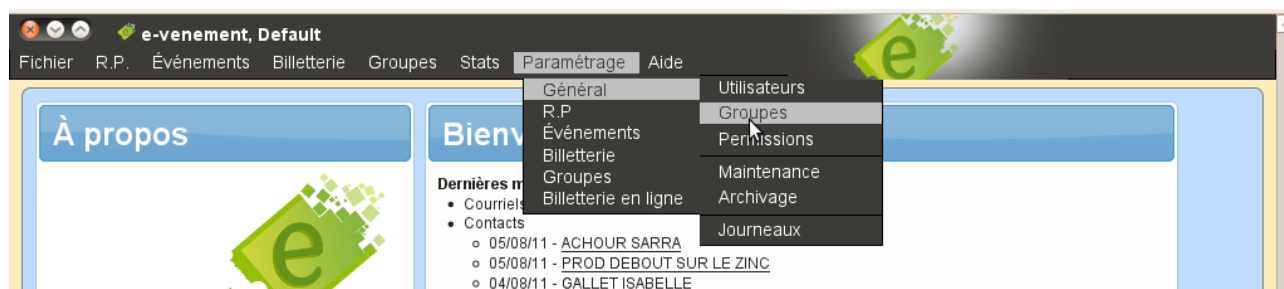 e-venement, Default
Fichier R.P. Événements Billetterie Groupes Stats Paramétrage Aide
Général
R.P
Événements
Billetterie
Groupes
Billetterie en ligne
Utilisateurs
Groupes
Permissions
Maintenance
Archivage
Journeaux
À propos
e
e
Bienv
Dernières m
• Courriels
• Contacts
05/08/11 - ACHOUR SARRA
05/08/11 - PROD DEBOUT SUR LE ZINC
04/08/11 - GALLET ISABELLE